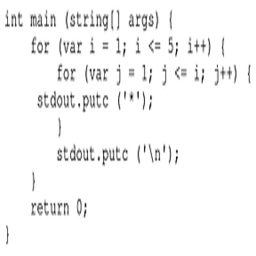 int main (string[] args) {
    for (var i = 1; i <= 5; i++) {
        for (var j = 1; j <= i; j++) {
     stdout.putc ('*');
        }
        stdout.putc ('\n');
    }
    return 0;
}